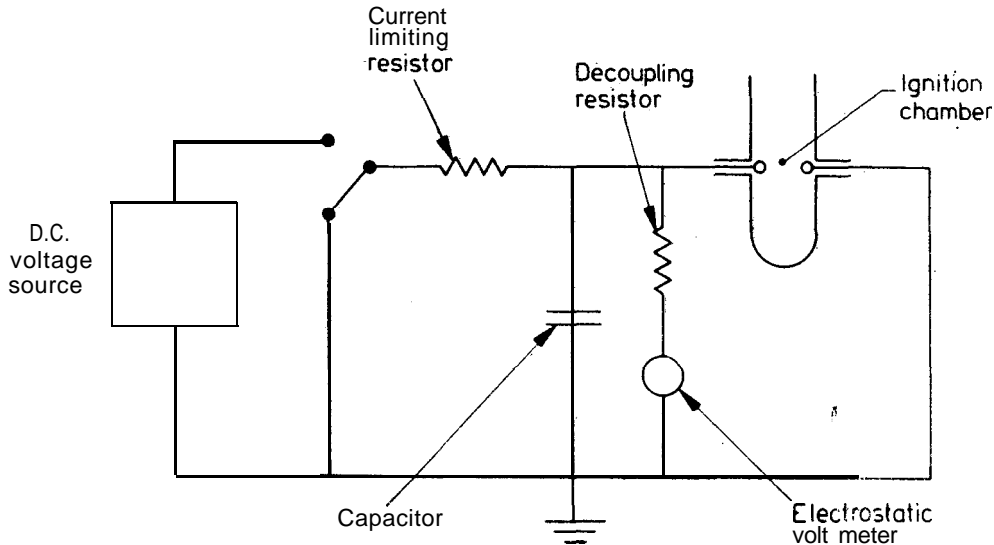 Current
limiting
resistor
Decoupling
resistor
Ignition
chamber
D.C.
voltage
source
Capacitor
Electrostatic
volt meter